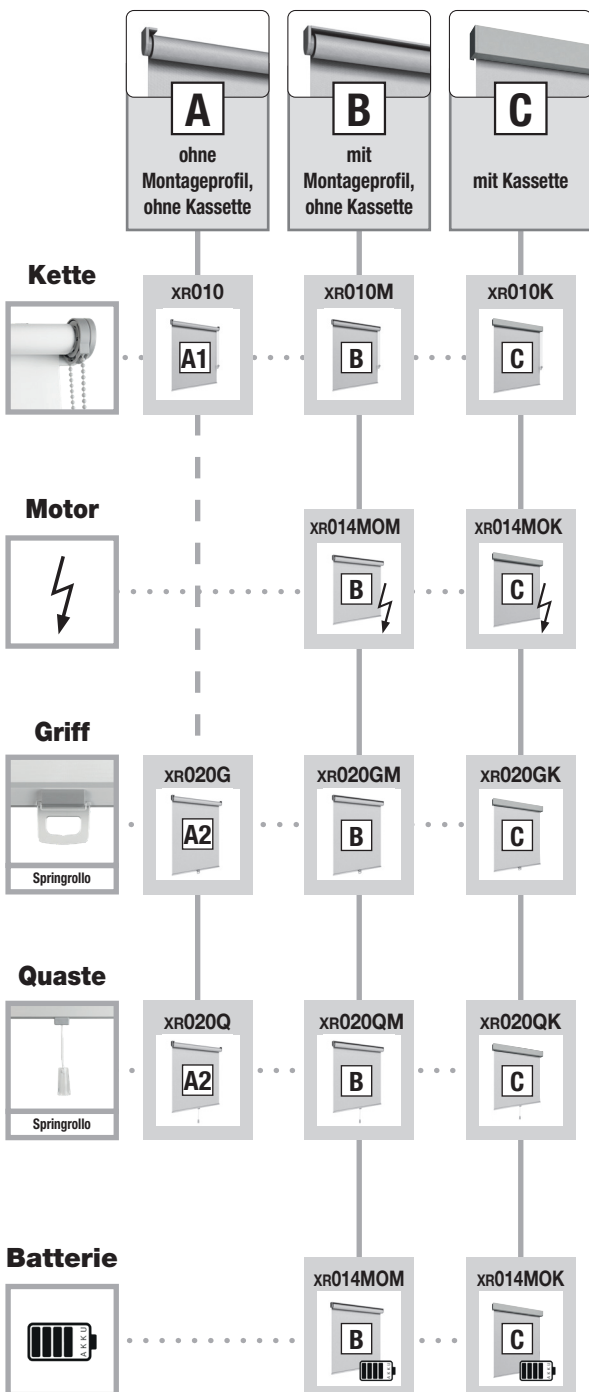 A
B
C
ohne
Montageprofil,
ohne Kassette
mit
Montageprofil,
ohne Kassette
mit Kassette
Kette
XR010
XR010M
XR010K
A1
B
C
Motor
XR014MOM
XR014MOK
B
C
Griff
XR020G
XR020GM
XR020GK
A2
B
C
Springrollo
Quaste
XR020Q
XR020QM
XR020QK
A2
B
C
Springrollo
Batterie
XR014MOM
XR014MOK
AKKU
B
C